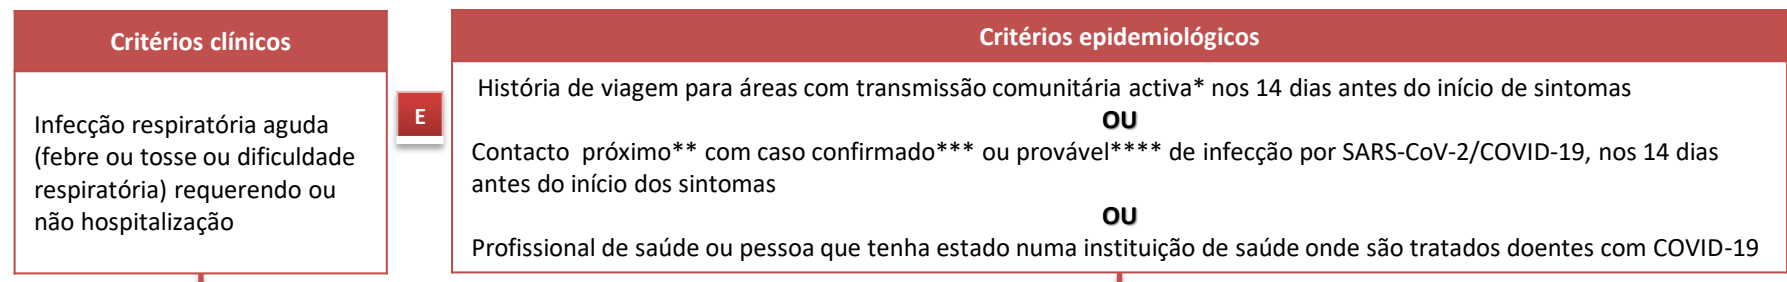 Critérios clínicos
Infecção respiratória aguda
(febre ou tosse ou dificuldade
respiratória) requerendo ou
não hospitalização
E
Critérios epidemiológicos
História de viagem para áreas com transmissão comunitária activa* nos 14 dias antes do início de sintomas
OU
Contacto próximo** com caso confirmado*** ou provável**** de infecção por SARS-CoV-2/COVID-19, nos 14 dias
antes do início dos sintomas
OU
Profissional de saúde ou pessoa que tenha estado numa instituição de saúde onde são tratados doentes com COVID-19